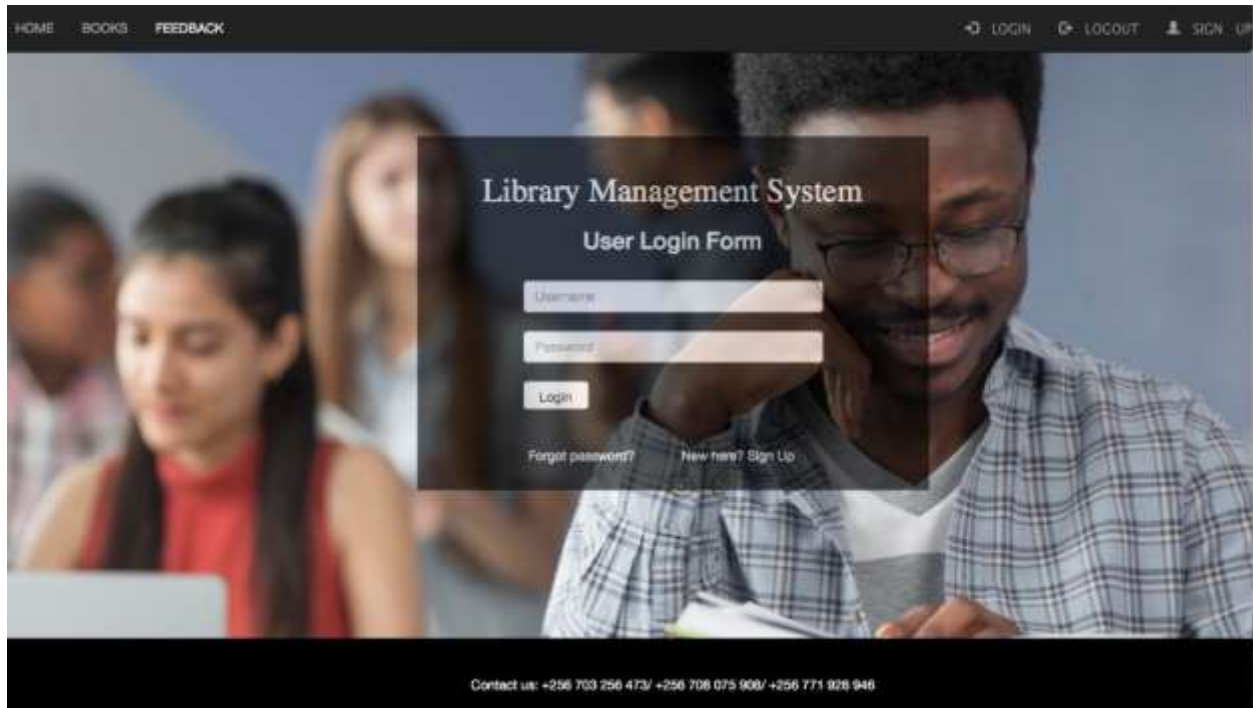 HOME BOOKS FEEDBACK LOGIN LOGOUT SIGN UP
Library Management System
User Login Form
Username
Password
Login
Forgot password? New here? Sign Up
Contact us: +256 703 256 473/ +256 708 075 908/ +256 771 926 946